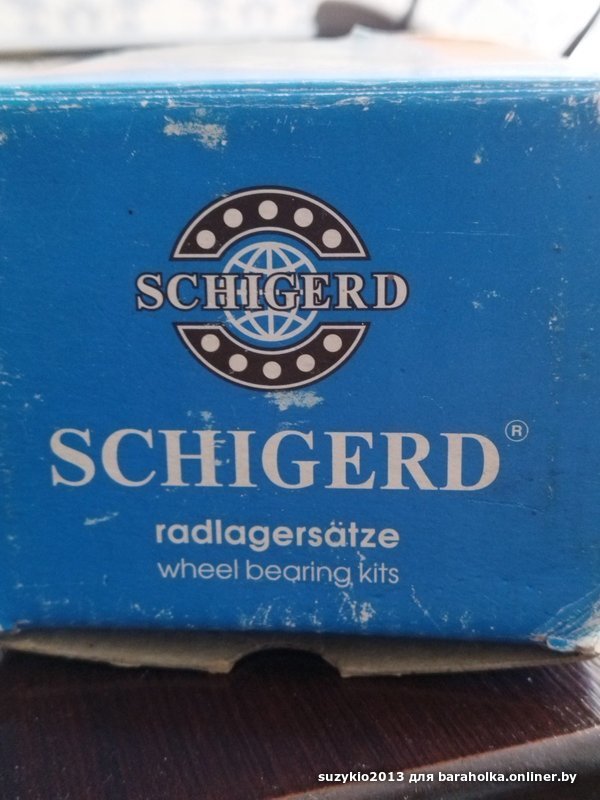 SCHIGERD
SCHIGERD®
radlagersätze
wheel bearing kits
suzykio2013 для baraholka.onliner.by